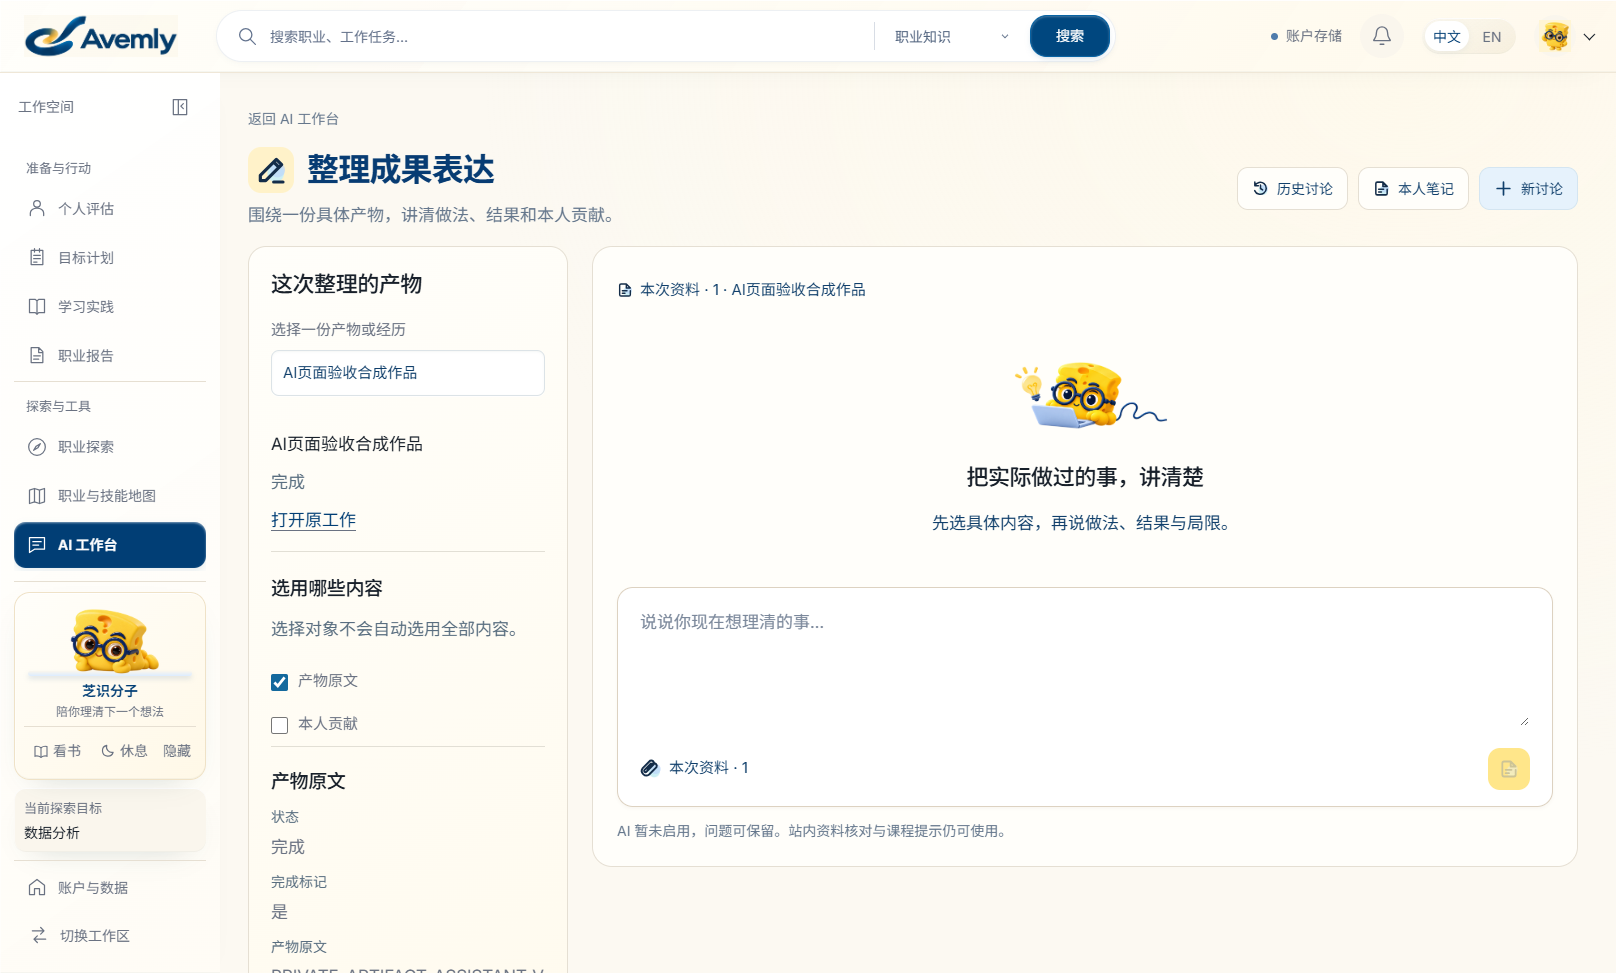 Avemly
搜索职业、工作任务...
职业知识
搜索
账户存储
中文
EN
工作空间
准备与行动
个人评估
目标计划
学习实践
职业报告
探索与工具
职业探索
职业与技能地图
AI 工作台
芝识分子
陪你理清下一个想法
看书
休息
隐藏
当前探索目标
数据分析
账户与数据
切换工作区
返回 AI 工作台
整理成果表达
围绕一份具体产物，讲清做法、结果和本人贡献。
历史讨论
本人笔记
新讨论
这次整理的产物
选择一份产物或经历
AI页面验收合成作品
AI页面验收合成作品
完成
打开原工作
选用哪些内容
选择对象不会自动选用全部内容。
产物原文
本人贡献
产物原文
状态
完成
完成标记
是
产物原文
PRIVATE_ARTIFACT_ASSISTANT_V
本次资料 · 1 · AI页面验收合成作品
把实际做过的事，讲清楚
先选具体内容，再说做法、结果与局限。
说说你现在想理清的事...
本次资料 · 1
AI 暂未启用，问题可保留。站内资料核对与课程提示仍可使用。